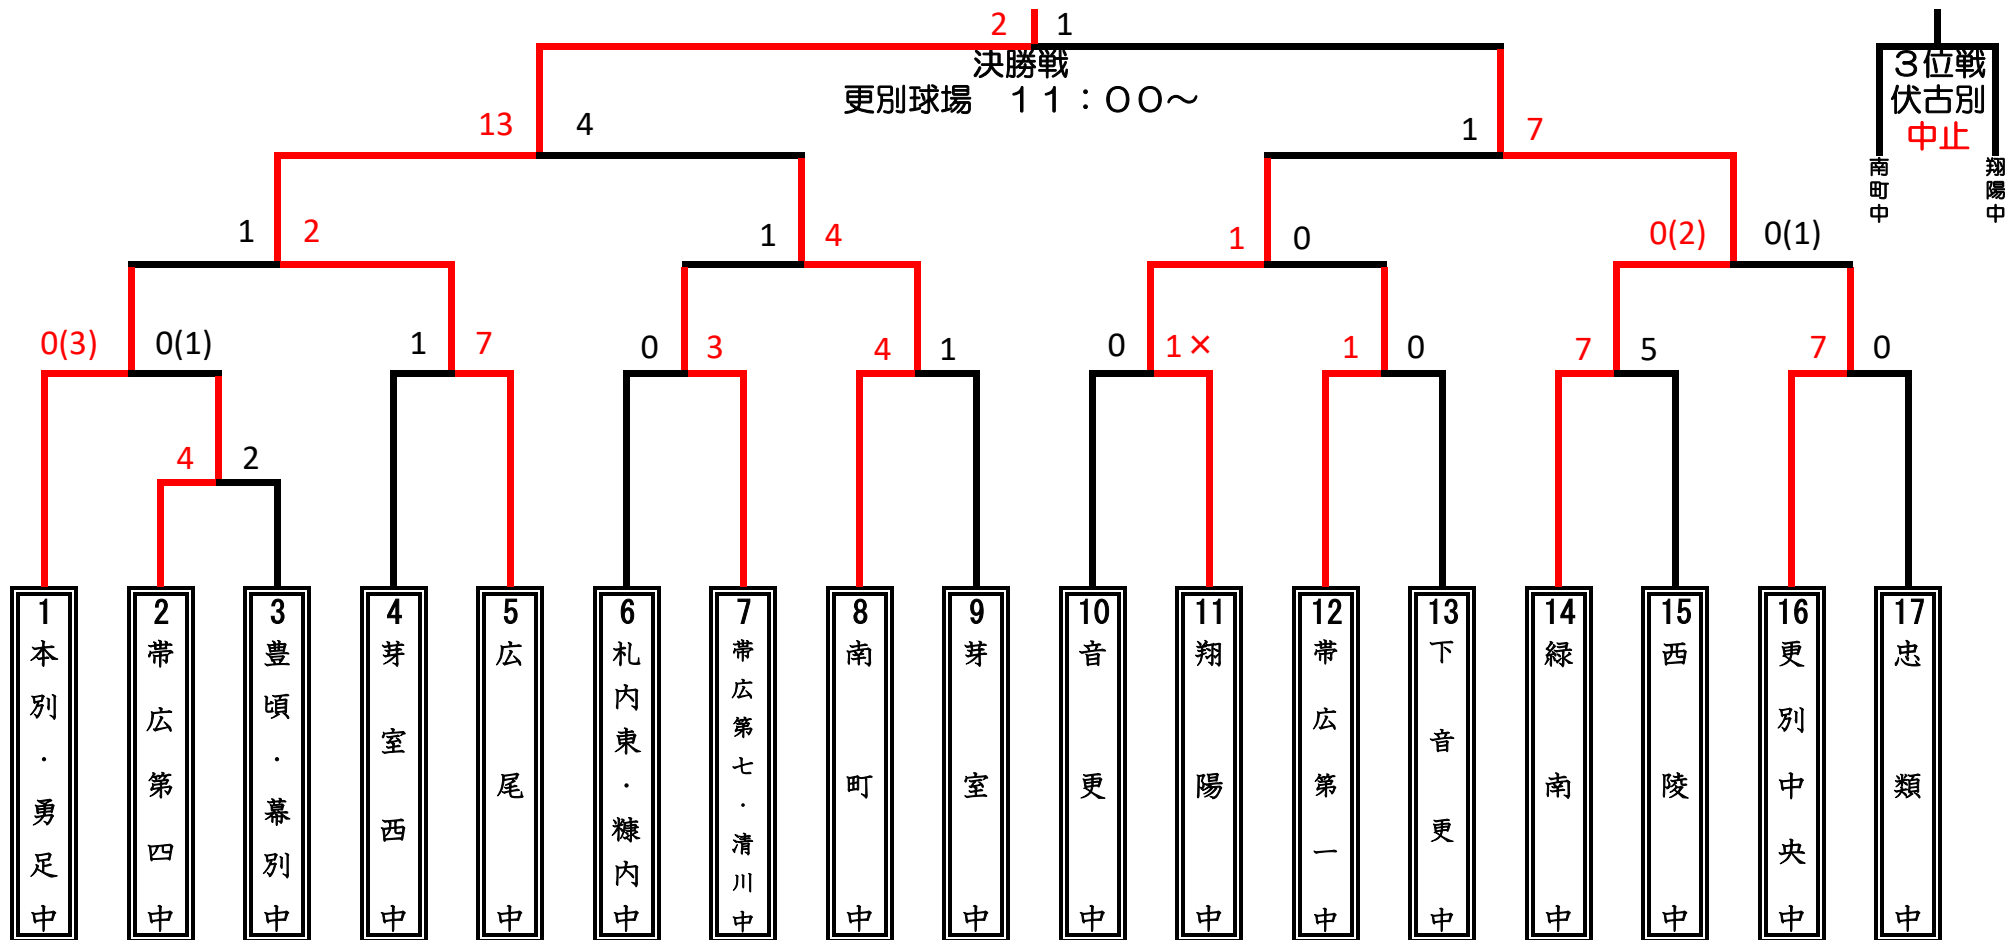 2 1
決勝戦
更別球場　１１：００～
３位戦
伏古別
中止
南町中
翔陽中
13 4
1 7
1 2
1 4
1 0
0(2) 0(1)
0(3) 0(1)
1 7
0 3
4 1
0 1×
1 0
7 5
7 0
4 2
1 本別・勇足中
2 帯広第四中
3 豊頃・幕別中
4 芽室西中
5 広尾中
6 札内東・糠内中
7 帯広第七・清川中
8 南町中
9 芽室中
10 音更中
11 翔陽中
12 帯広第一中
13 下音更中
14 緑南中
15 西陵中
16 更別中央中
17 忠類中